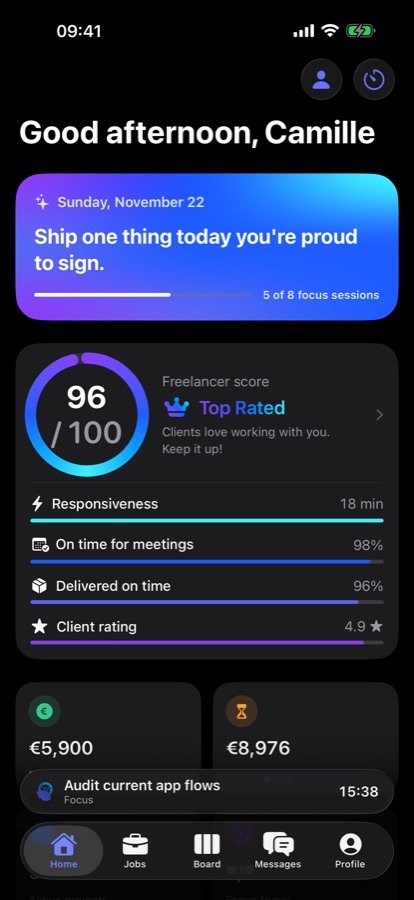 09:41
Good afternoon, Camille
Sunday, November 22
Ship one thing today you're proud
to sign.
5 of 8 focus sessions
96
/ 100
Freelancer score
Top Rated
Clients love working with you.
Keep it up!
Responsiveness 18 min
On time for meetings 98%
Delivered on time 96%
Client rating 4.9 ★
€5,900
€8,976
Audit current app flows
Focus
15:38
Home
Jobs
Board
Messages
Profile